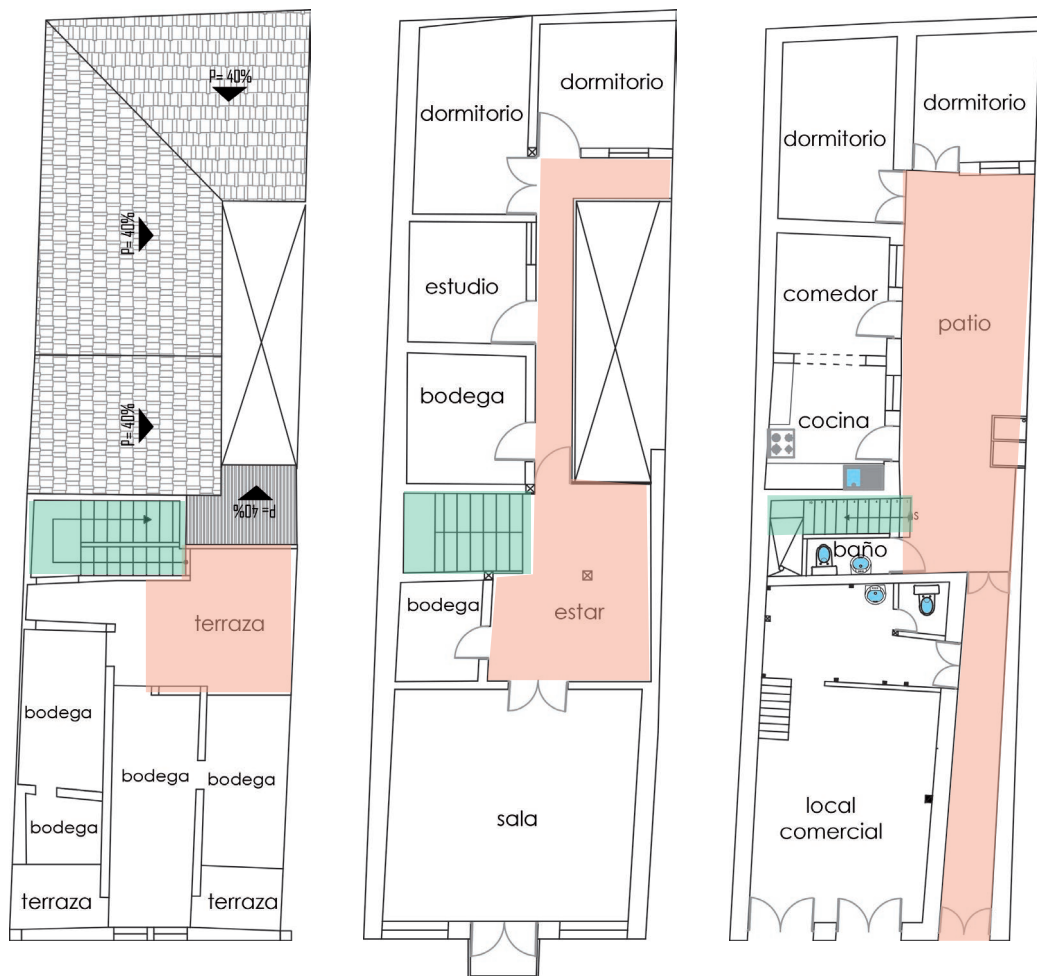 P= 40%
P= 40%
P= 40%
P= 40%
terraza
bodega
bodega
bodega
bodega
terraza
terraza
dormitorio
dormitorio
estudio
bodega
bodega
estar
sala
dormitorio
dormitorio
comedor
patio
cocina
baño
local
comercial